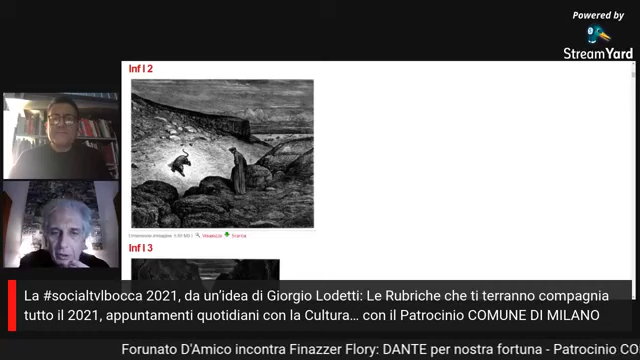 Powered by
StreamYard
Inf I 2
Visualizza
Scarica
Inf I 3
La #socialtvlbocca 2021, da un’idea di Giorgio Lodetti: Le Rubriche che ti terranno compagnia
tutto il 2021, appuntamenti quotidiani con la Cultura… con il Patrocinio COMUNE DI MILANO
Forunato D'Amico incontra Finazzer Flory: DANTE per nostra fortuna - Patrocinio CO